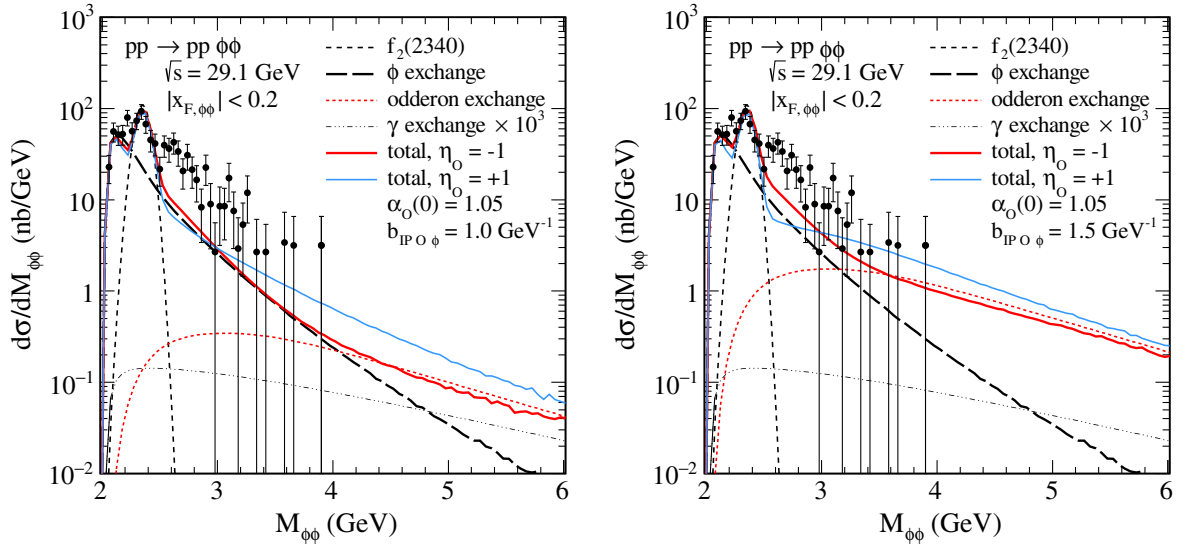 dσ/dM_ϕϕ (nb/GeV)
10³
10²
10
1
10⁻¹
10⁻²
pp → pp ϕϕ
√s = 29.1 GeV
|x_F, ϕϕ| < 0.2
f₂(2340)
ϕ exchange
odderon exchange
γ exchange × 10³
total, η_O = -1
total, η_O = +1
α_O(0) = 1.05
b_IP O ϕ = 1.0 GeV⁻¹
2 3 4 5 6
M_ϕϕ (GeV)
dσ/dM_ϕϕ (nb/GeV)
10³
10²
10
1
10⁻¹
10⁻²
pp → pp ϕϕ
√s = 29.1 GeV
|x_F, ϕϕ| < 0.2
f₂(2340)
ϕ exchange
odderon exchange
γ exchange × 10³
total, η_O = -1
total, η_O = +1
α_O(0) = 1.05
b_IP O ϕ = 1.5 GeV⁻¹
2 3 4 5 6
M_ϕϕ (GeV)